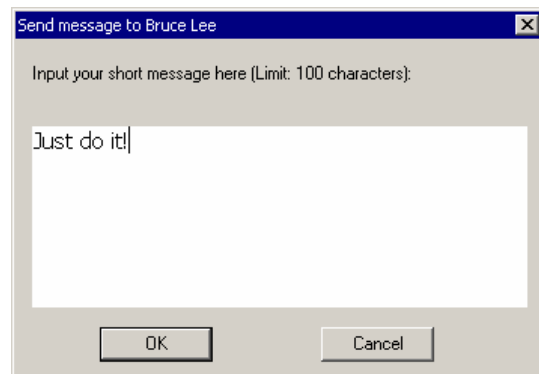 Send message to Bruce Lee
Input your short message here (Limit: 100 characters):
Just do it!
OK
Cancel